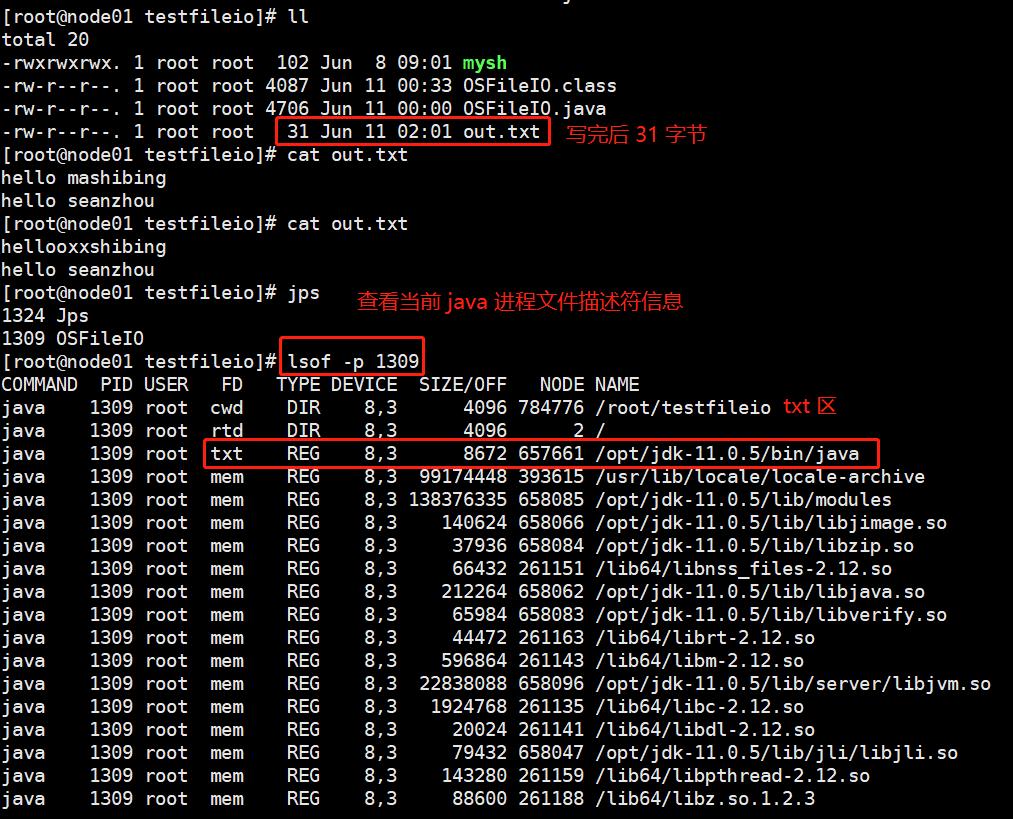 [root@node01 testfileio]# ll
total 20
-rwxrwxrwx. 1 root root  102 Jun  8 09:01 mysh
-rw-r--r--. 1 root root 4087 Jun 11 00:33 OSFileIO.class
-rw-r--r--. 1 root root 4706 Jun 11 00:00 OSFileIO.java
-rw-r--r--. 1 root root   31 Jun 11 02:01 out.txt 写完后 31 字节
[root@node01 testfileio]# cat out.txt
hello mashibing
hello seanzhou
[root@node01 testfileio]# cat out.txt
hellooxxshibing
hello seanzhou
[root@node01 testfileio]# jps 查看当前 java 进程文件描述符信息
1324 Jps
1309 OSFileIO
[root@node01 testfileio]# lsof -p 1309
COMMAND  PID USER   FD   TYPE DEVICE  SIZE/OFF   NODE NAME
java    1309 root  cwd    DIR    8,3      4096 784776 /root/testfileio txt 区
java    1309 root  rtd    DIR    8,3      4096      2 /
java    1309 root  txt    REG    8,3      8672 657661 /opt/jdk-11.0.5/bin/java
java    1309 root  mem    REG    8,3  99174448 393615 /usr/lib/locale/locale-archive
java    1309 root  mem    REG    8,3 138376335 658085 /opt/jdk-11.0.5/lib/modules
java    1309 root  mem    REG    8,3    140624 658066 /opt/jdk-11.0.5/lib/libjimage.so
java    1309 root  mem    REG    8,3     37936 658084 /opt/jdk-11.0.5/lib/libzip.so
java    1309 root  mem    REG    8,3     66432 261151 /lib64/libnss_files-2.12.so
java    1309 root  mem    REG    8,3    212264 658062 /opt/jdk-11.0.5/lib/libjava.so
java    1309 root  mem    REG    8,3     65984 658083 /opt/jdk-11.0.5/lib/libverify.so
java    1309 root  mem    REG    8,3     44472 261163 /lib64/librt-2.12.so
java    1309 root  mem    REG    8,3    596864 261143 /lib64/libm-2.12.so
java    1309 root  mem    REG    8,3  22838088 658096 /opt/jdk-11.0.5/lib/server/libjvm.so
java    1309 root  mem    REG    8,3   1924768 261135 /lib64/libc-2.12.so
java    1309 root  mem    REG    8,3     20024 261141 /lib64/libdl-2.12.so
java    1309 root  mem    REG    8,3     79432 658047 /opt/jdk-11.0.5/lib/jli/libjli.so
java    1309 root  mem    REG    8,3    143280 261159 /lib64/libpthread-2.12.so
java    1309 root  mem    REG    8,3     88600 261188 /lib64/libz.so.1.2.3